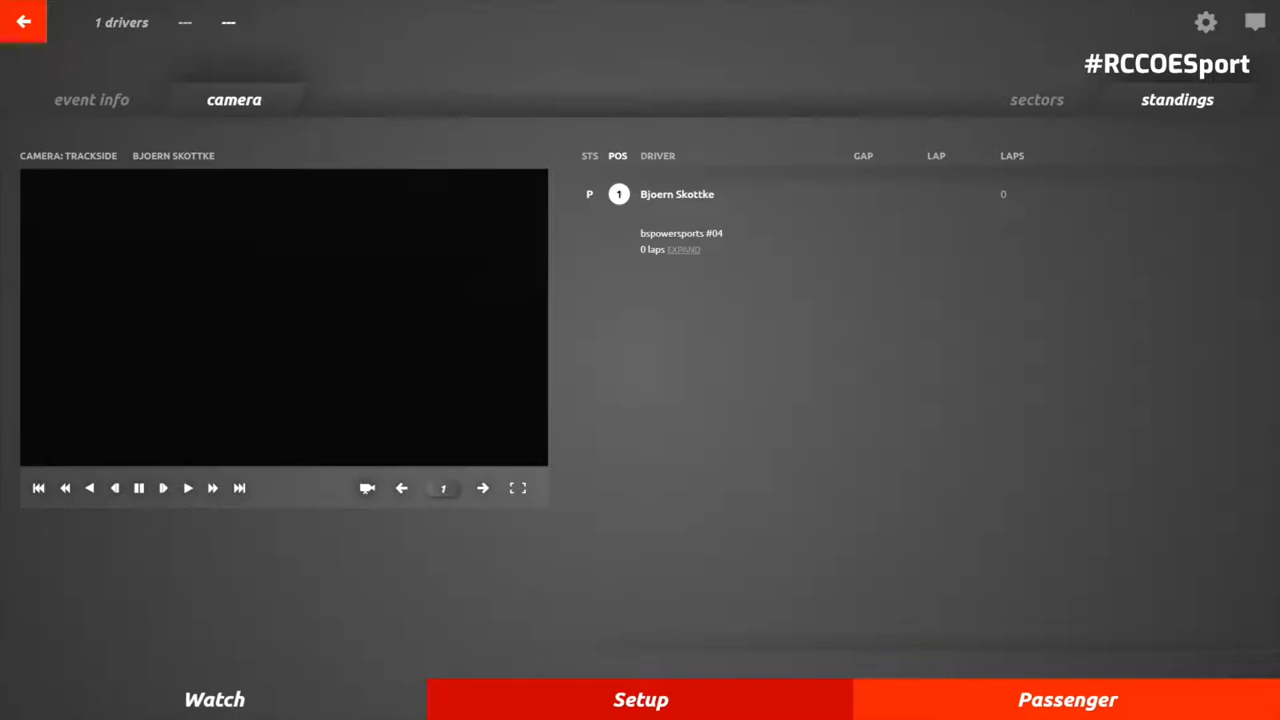 1 drivers --- ---
#RCCOESport
event info camera sectors standings
CAMERA: TRACKSIDE BJOERN SKOTTKE
STS POS DRIVER GAP LAP LAPS
P 1 Bjoern Skottke 0
bspowersports #04
0 laps EXPAND
1
Watch Setup Passenger